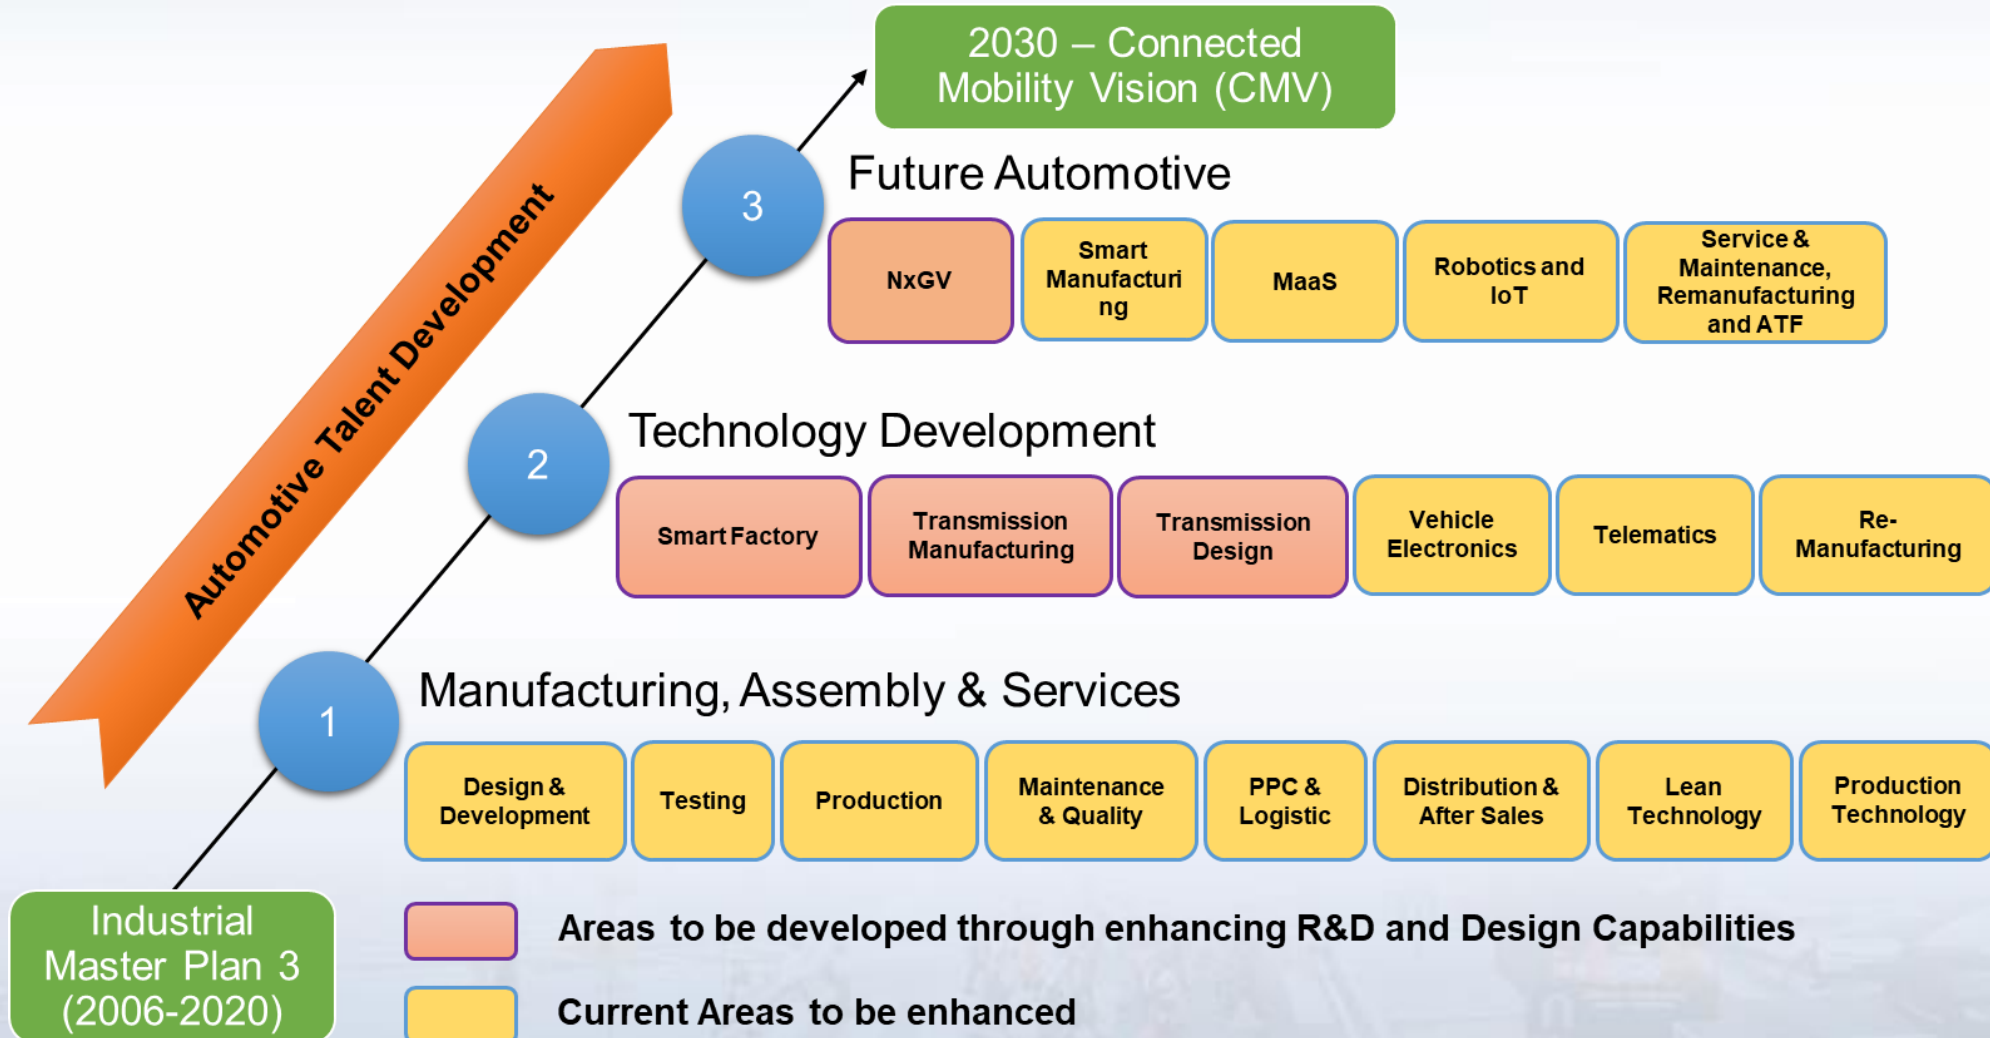 2030 – Connected
Mobility Vision (CMV)
Automotive Talent Development
3
Future Automotive
NxGV
Smart
Manufacturi
ng
MaaS
Robotics and
IoT
Service &
Maintenance,
Remanufacturing
and ATF
2
Technology Development
Smart Factory
Transmission
Manufacturing
Transmission
Design
Vehicle
Electronics
Telematics
Re-
Manufacturing
1
Manufacturing, Assembly & Services
Design &
Development
Testing
Production
Maintenance
& Quality
PPC &
Logistic
Distribution &
After Sales
Lean
Technology
Production
Technology
Industrial
Master Plan 3
(2006-2020)
Areas to be developed through enhancing R&D and Design Capabilities
Current Areas to be enhanced